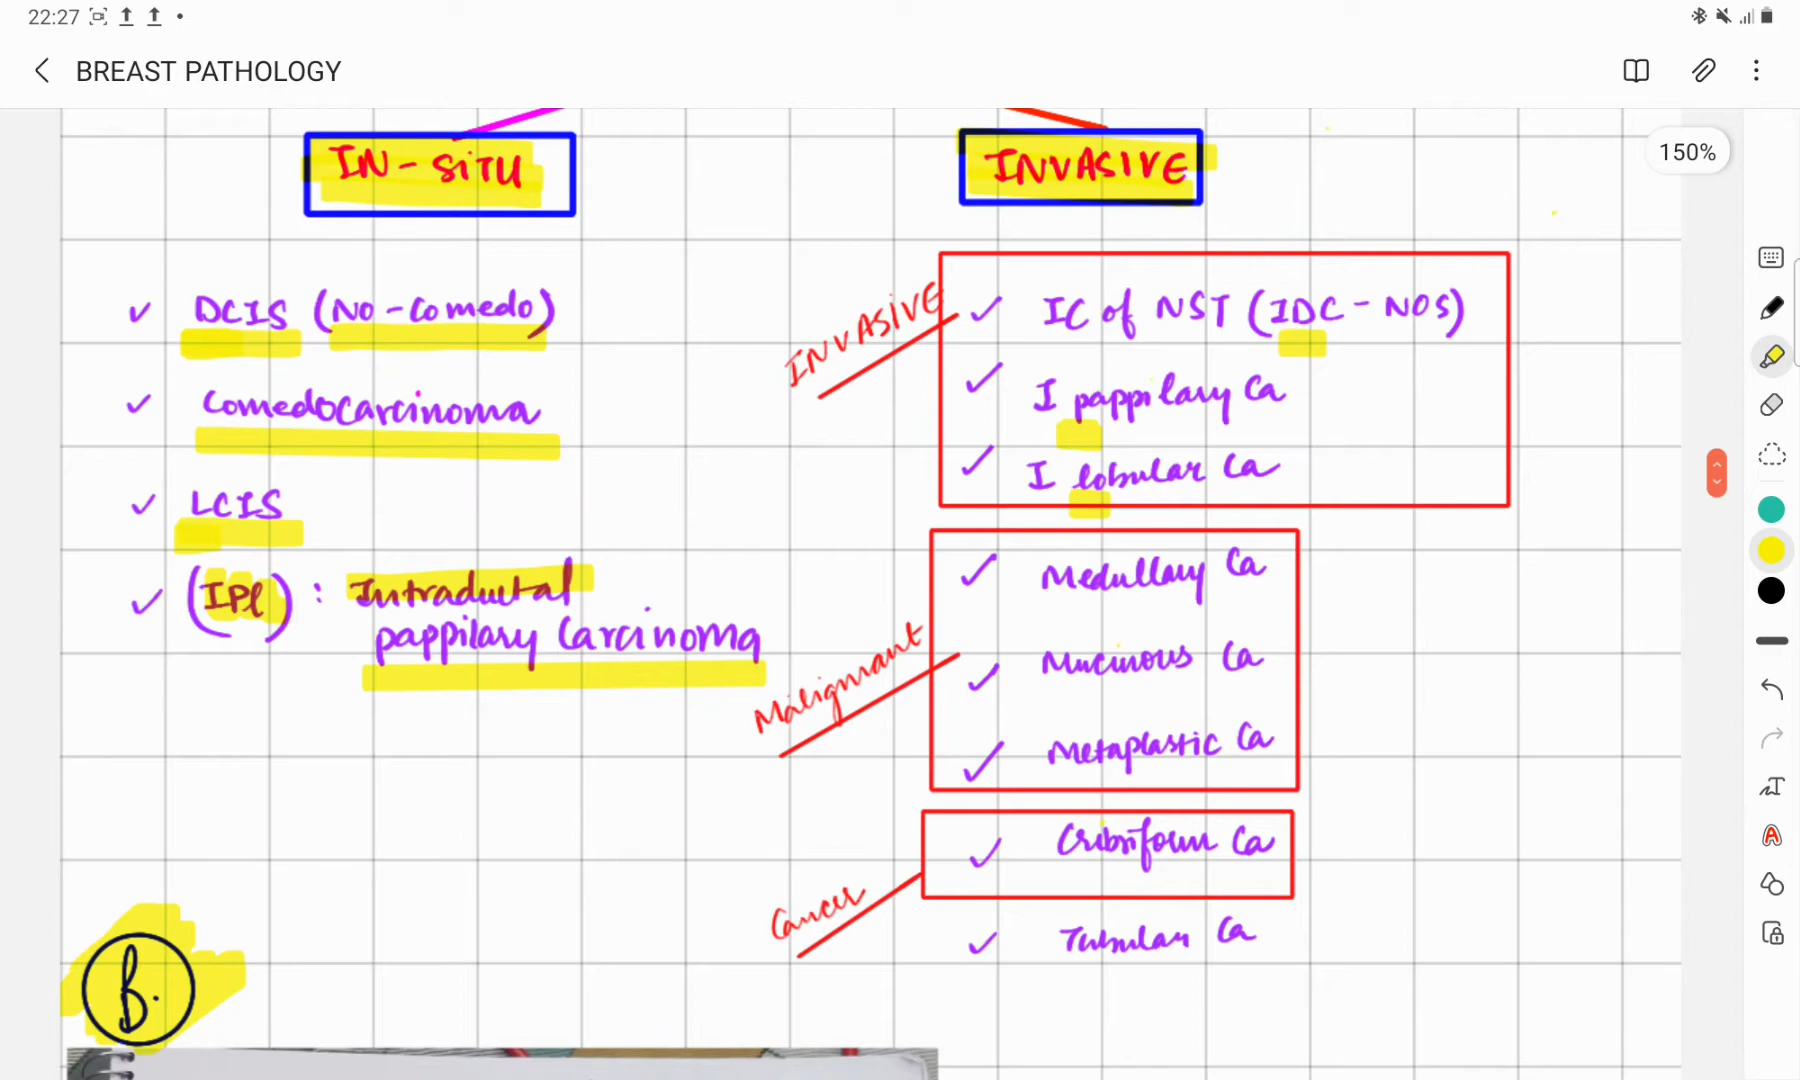 22:27
BREAST PATHOLOGY
150%
IN-SITU
INVASIVE
DCIS (No-Comedo)
Comedocarcinoma
LCIS
(IPC) : Intraductal
pappilary Carcinoma
INVASIVE
IC of NST (IDC - NOS)
I pappilary Ca
I lobular Ca
Malignant
Medullary Ca
Mucinous Ca
Metaplastic Ca
Cancer
Cribriform Ca
Tubular Ca
B.